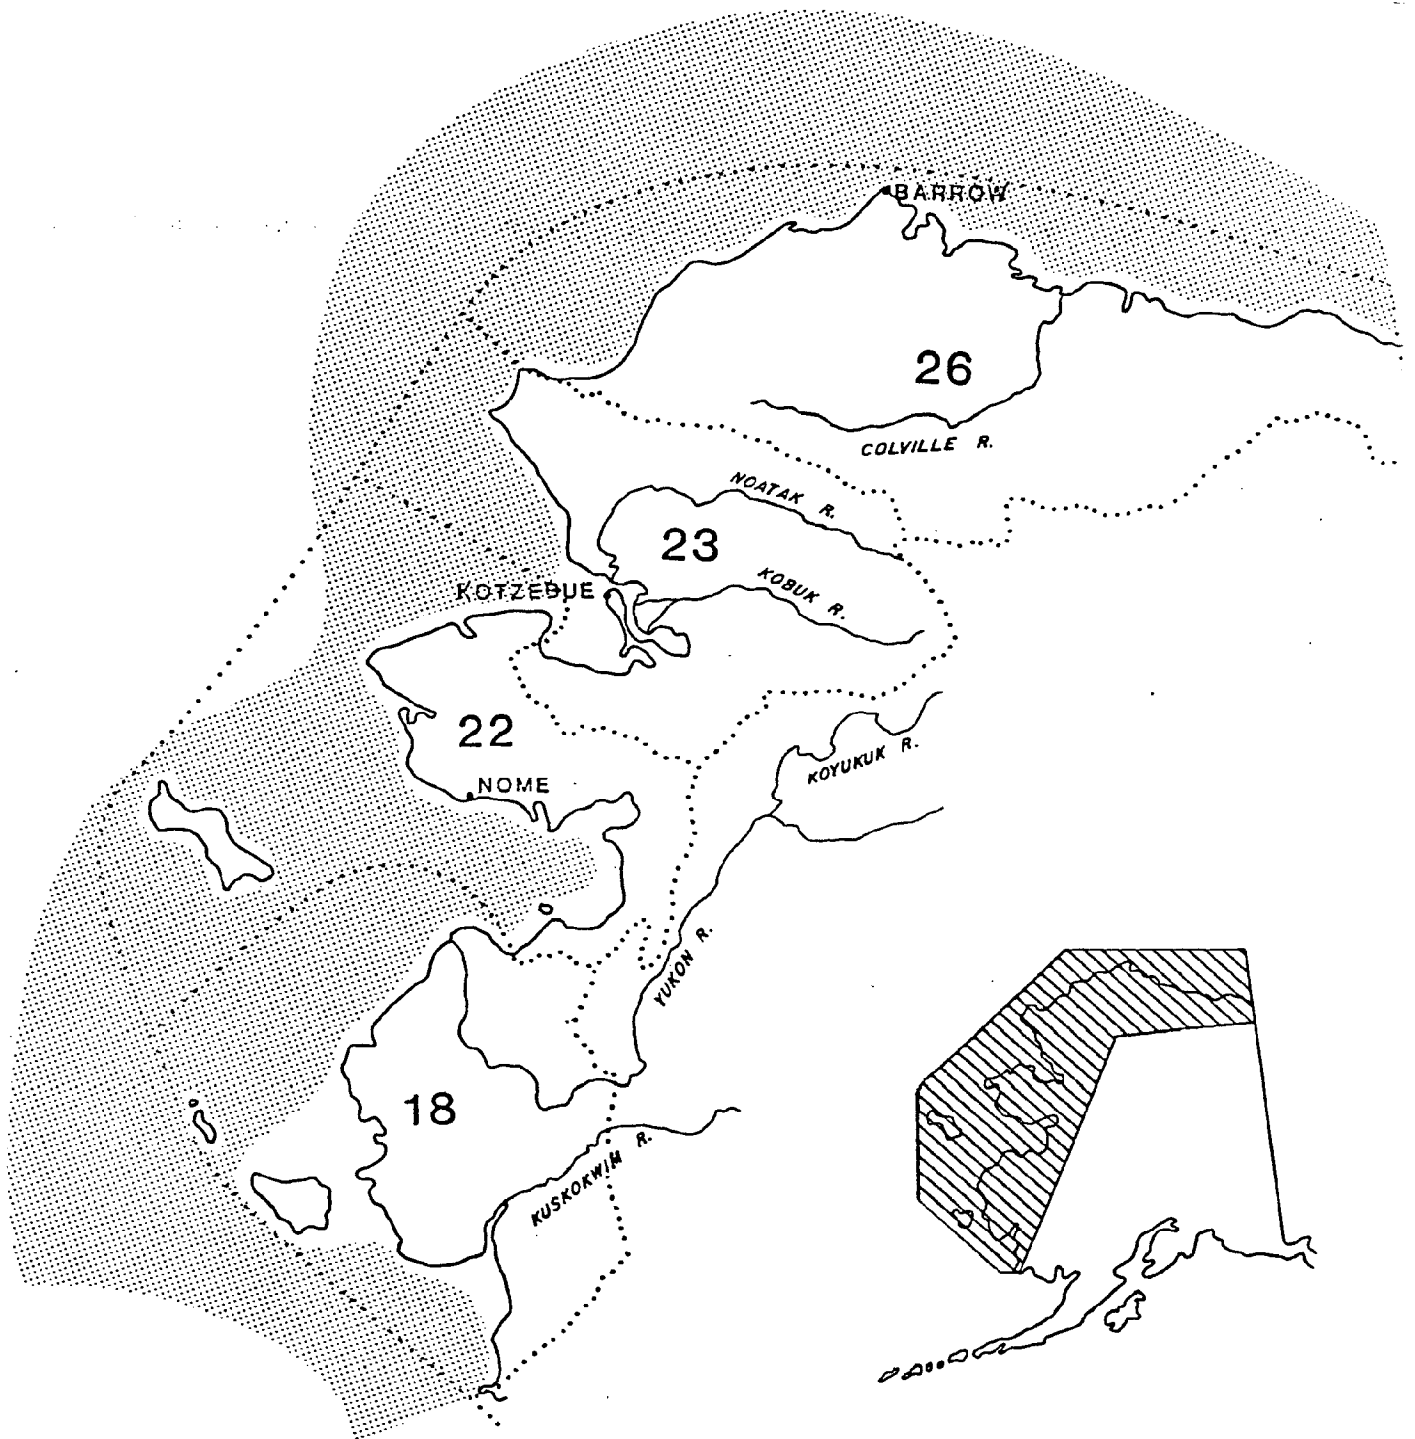 BARROW
26
COLVILLE R.
NOATAK R.
23
KOTZEBUE
KOBUK R.
22
NOME
KOYUKUK R.
YUKON R.
18
KUSKOKWIM R.